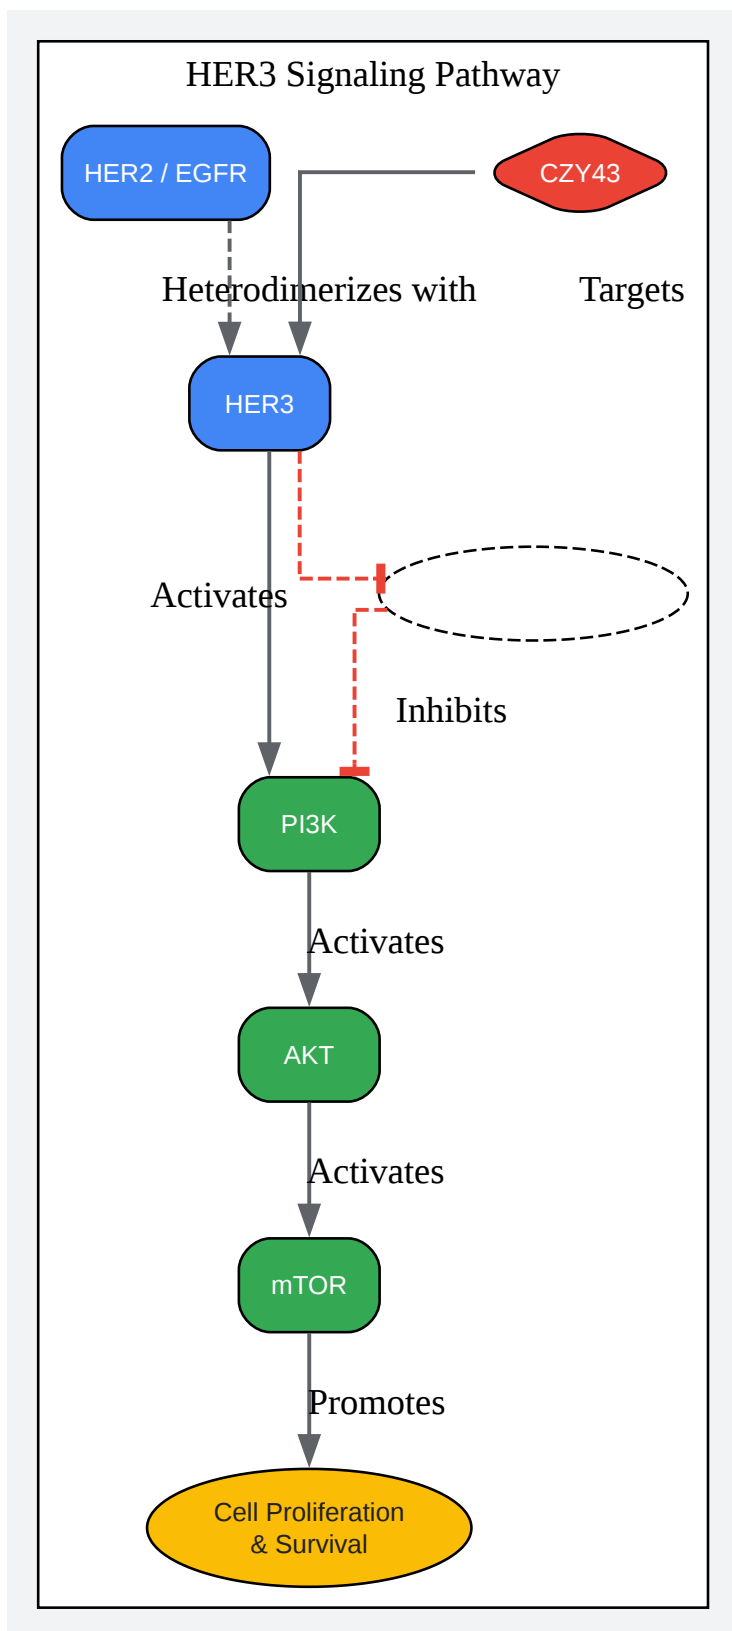 HER3 Signaling Pathway
HER2 / EGFR
CZY43
Heterodimerizes with
Targets
HER3
Activates
Inhibits
PI3K
Activates
AKT
Activates
mTOR
Promotes
Cell Proliferation
& Survival